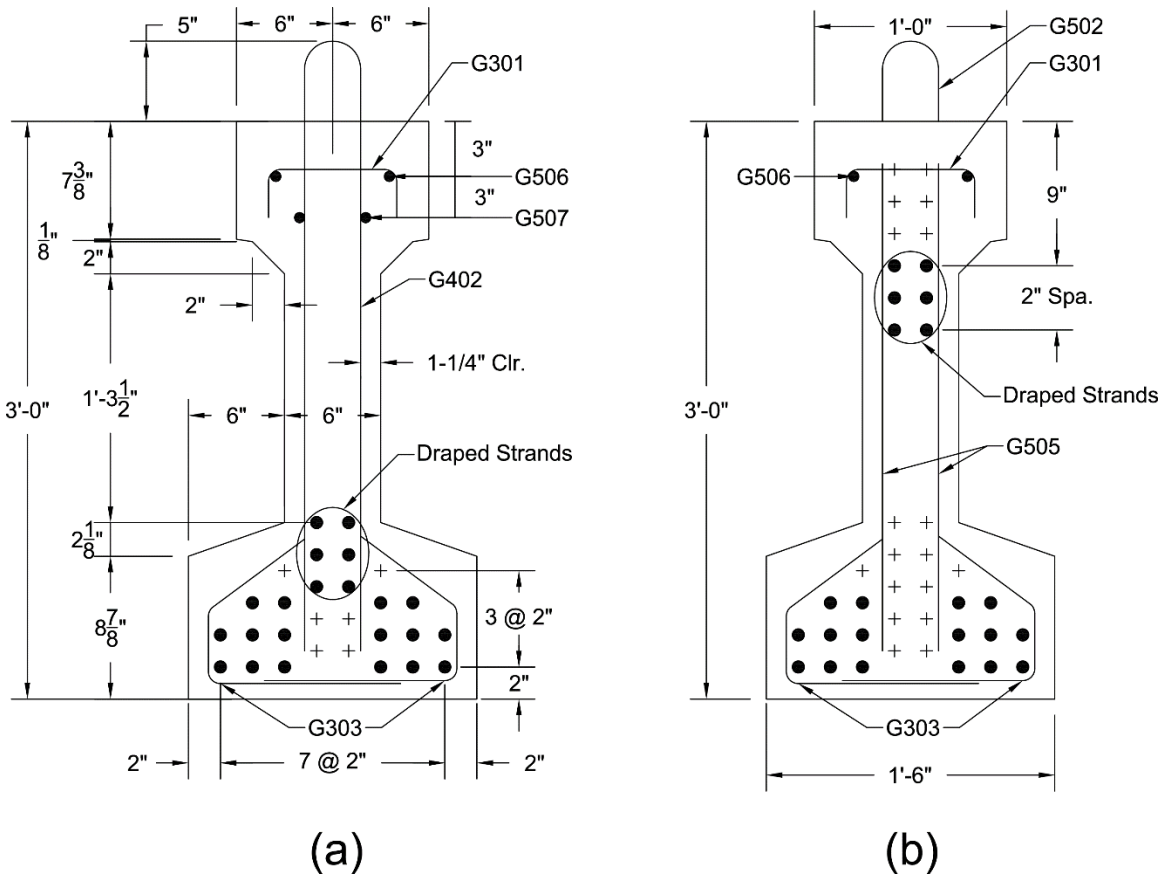 5"
6"
6"
G301
7 3/8"
3"
G506
3"
G507
1/8"
2"
G402
2"
1-1/4" Clr.
1'-3 1/2"
3'-0"
6"
6"
Draped Strands
2 1/8"
3 @ 2"
8 7/8"
2"
G303
2"
7 @ 2"
2"
(a)
1'-0"
G502
G301
G506
9"
2" Spa.
Draped Strands
3'-0"
G505
G303
1'-6"
(b)